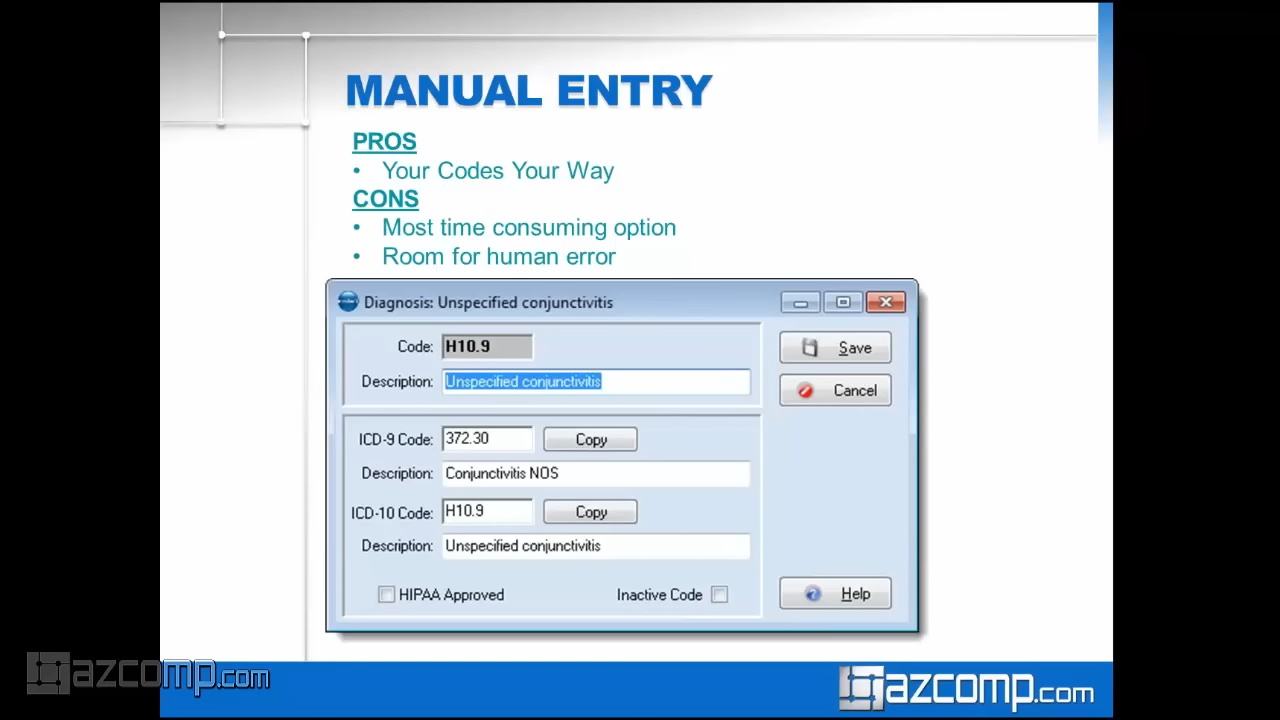 MANUAL ENTRY
PROS
• Your Codes Your Way
CONS
• Most time consuming option
• Room for human error
Diagnosis: Unspecified conjunctivitis
Code: H10.9
Save
Description: Unspecified conjunctivitis
Cancel
ICD-9 Code: 372.30 Copy
Description: Conjunctivitis NOS
ICD-10 Code: H10.9 Copy
Description: Unspecified conjunctivitis
HIPAA Approved Inactive Code Help
azcomp.com
azcomp.com